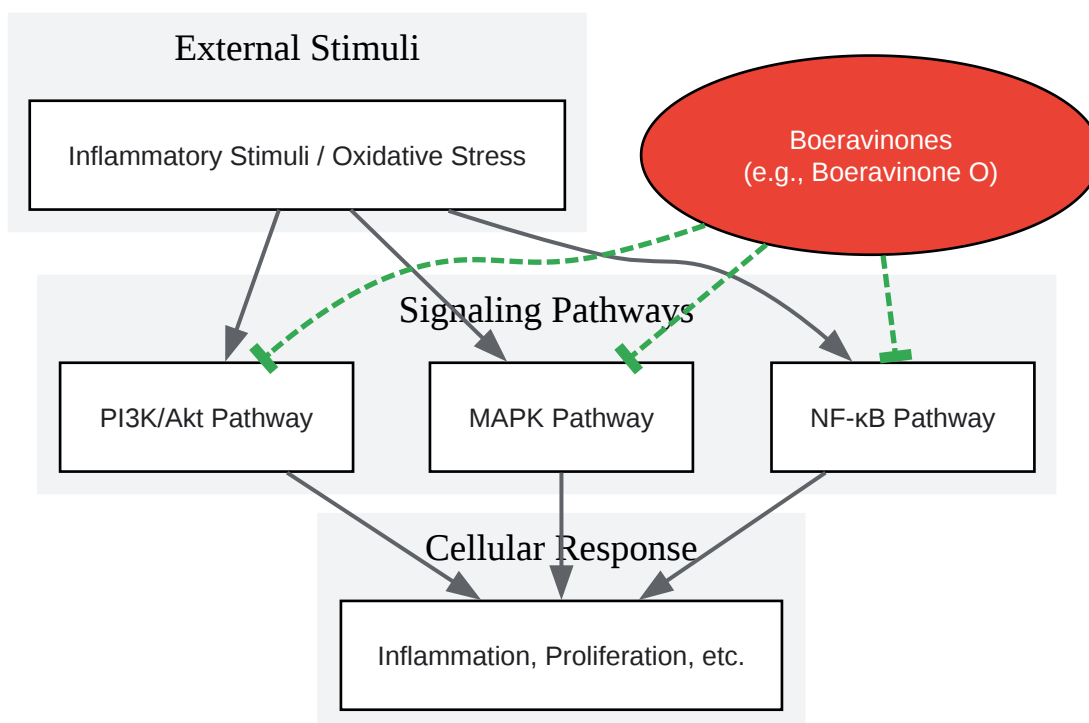 External Stimuli
Inflammatory Stimuli / Oxidative Stress
Boeravinones
(e.g., Boeravinone O)
Signaling Pathways
PI3K/Akt Pathway
MAPK Pathway
NF-κB Pathway
Cellular Response
Inflammation, Proliferation, etc.